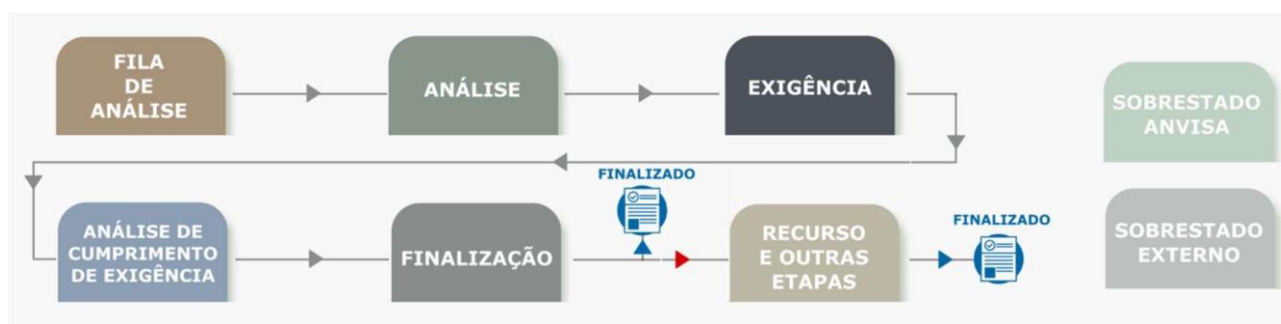 FILA
DE
ANÁLISE
ANÁLISE
EXIGÊNCIA
SOBRESTADO
ANVISA
ANÁLISE DE
CUMPRIMENTO
DE EXIGÊNCIA
FINALIZAÇÃO
FINALIZADO
RECURSO
E OUTRAS
ETAPAS
FINALIZADO
SOBRESTADO
EXTERNO